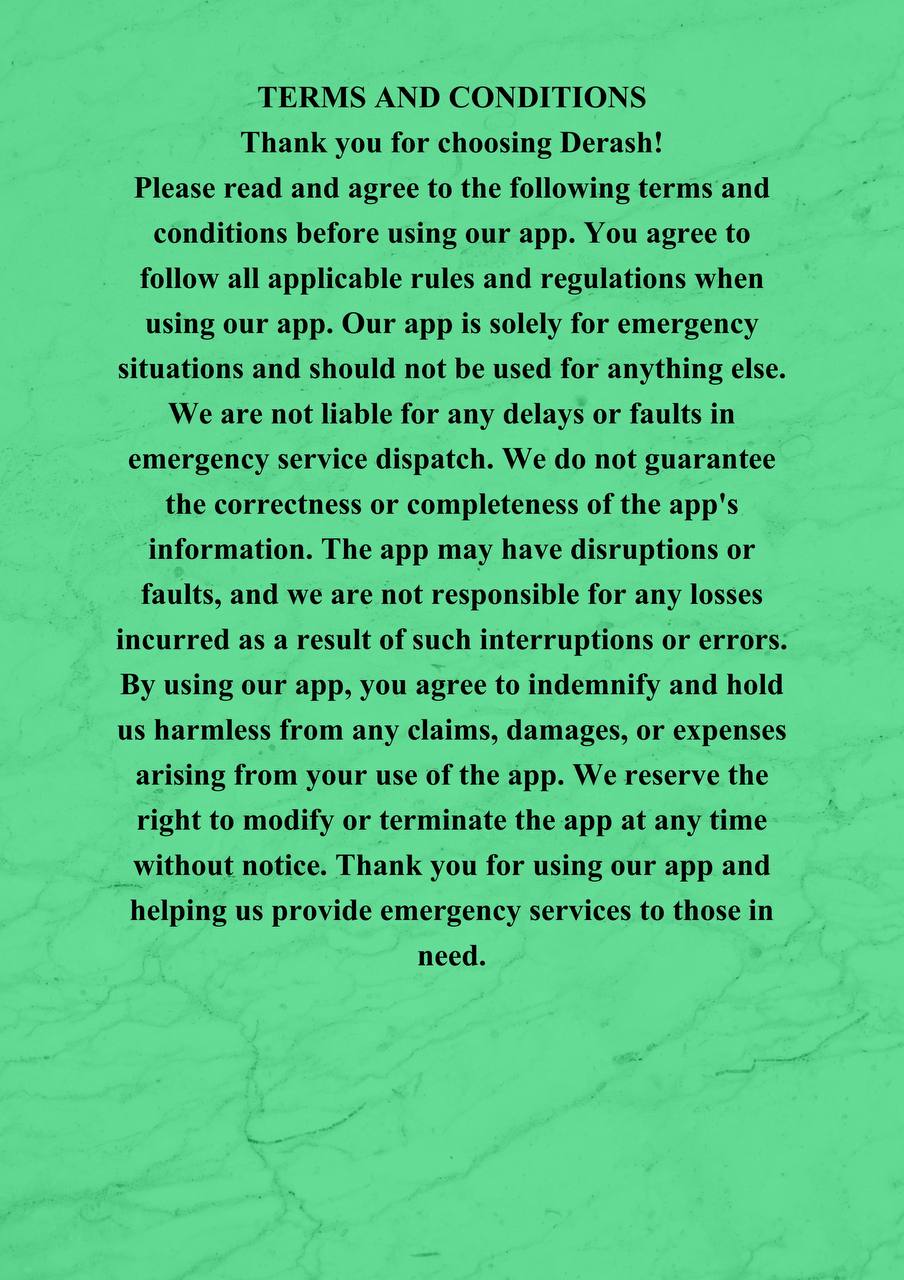 TERMS AND CONDITIONS
Thank you for choosing Derash!
Please read and agree to the following terms and
conditions before using our app. You agree to
follow all applicable rules and regulations when
using our app. Our app is solely for emergency
situations and should not be used for anything else.
We are not liable for any delays or faults in
emergency service dispatch. We do not guarantee
the correctness or completeness of the app's
information. The app may have disruptions or
faults, and we are not responsible for any losses
incurred as a result of such interruptions or errors.
By using our app, you agree to indemnify and hold
us harmless from any claims, damages, or expenses
arising from your use of the app. We reserve the
right to modify or terminate the app at any time
without notice. Thank you for using our app and
helping us provide emergency services to those in
need.